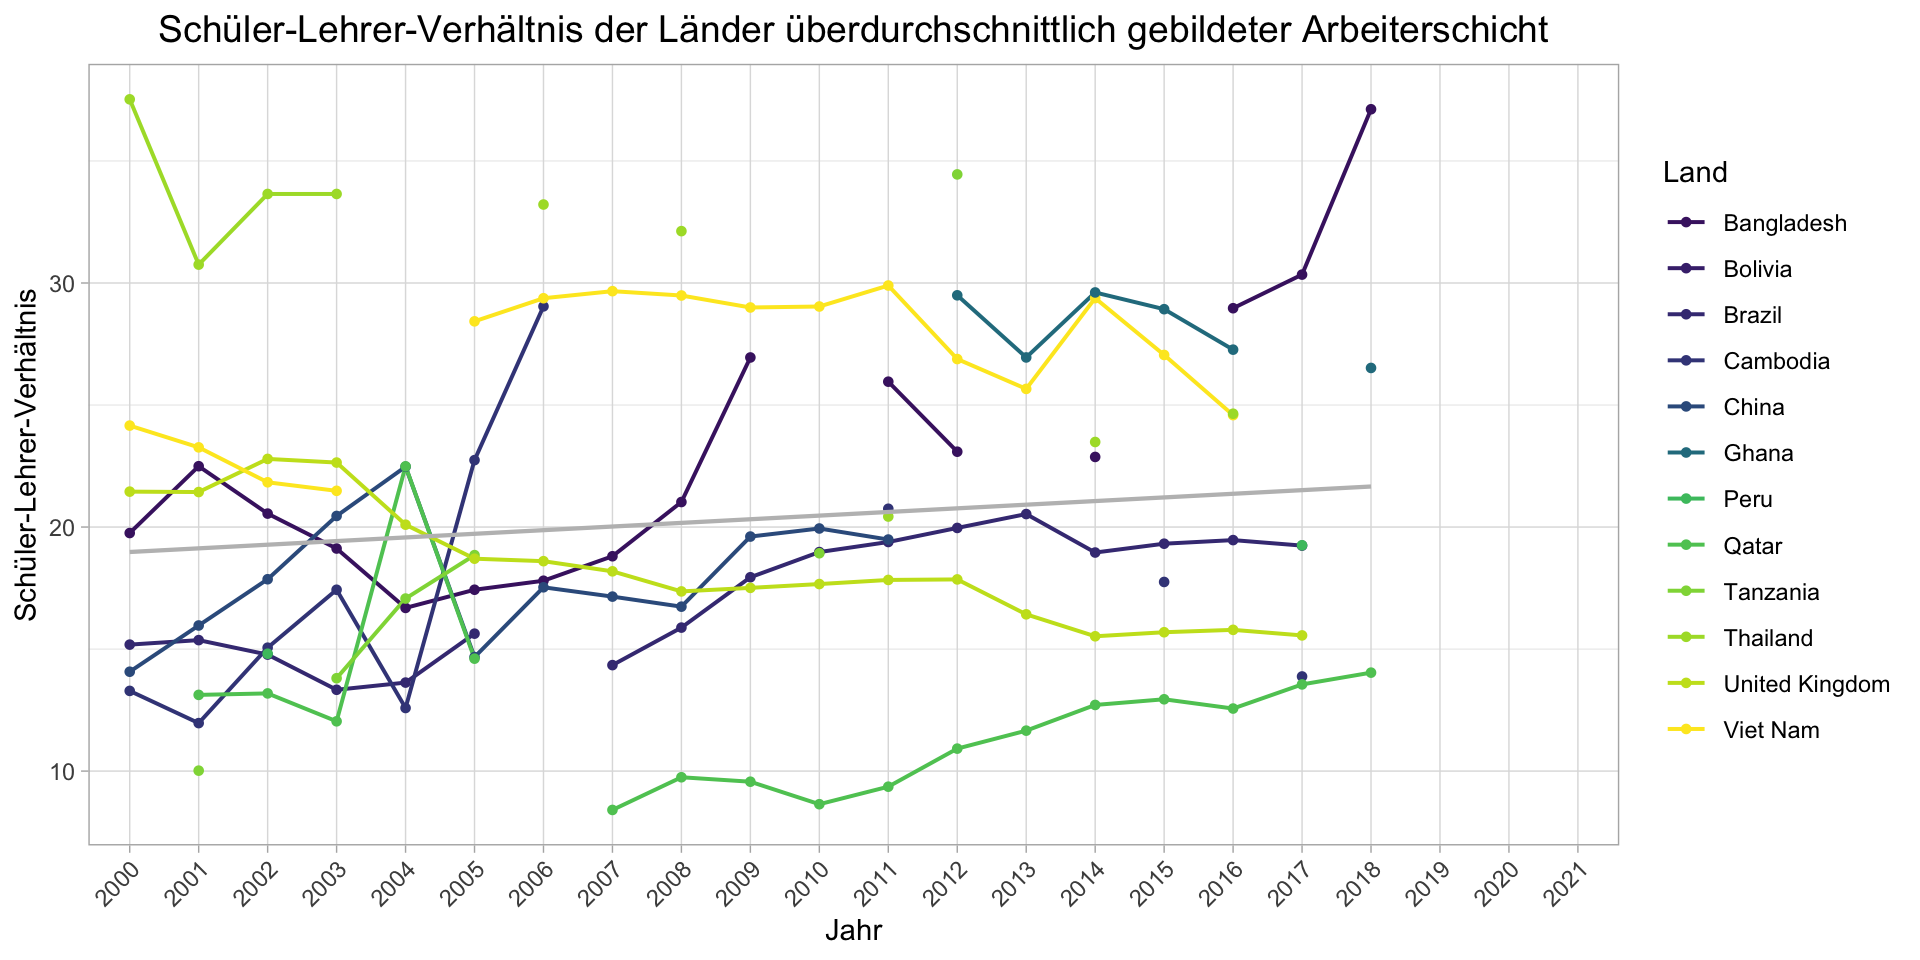 Schüler-Lehrer-Verhältnis der Länder überdurchschnittlich gebildeter Arbeiterschicht
Schüler-Lehrer-Verhältnis
30
20
10
2000
2001
2002
2003
2004
2005
2006
2007
2008
2009
2010
2011
2012
2013
2014
2015
2016
2017
2018
2019
2020
2021
Jahr
Land
Bangladesh
Bolivia
Brazil
Cambodia
China
Ghana
Peru
Qatar
Tanzania
Thailand
United Kingdom
Viet Nam